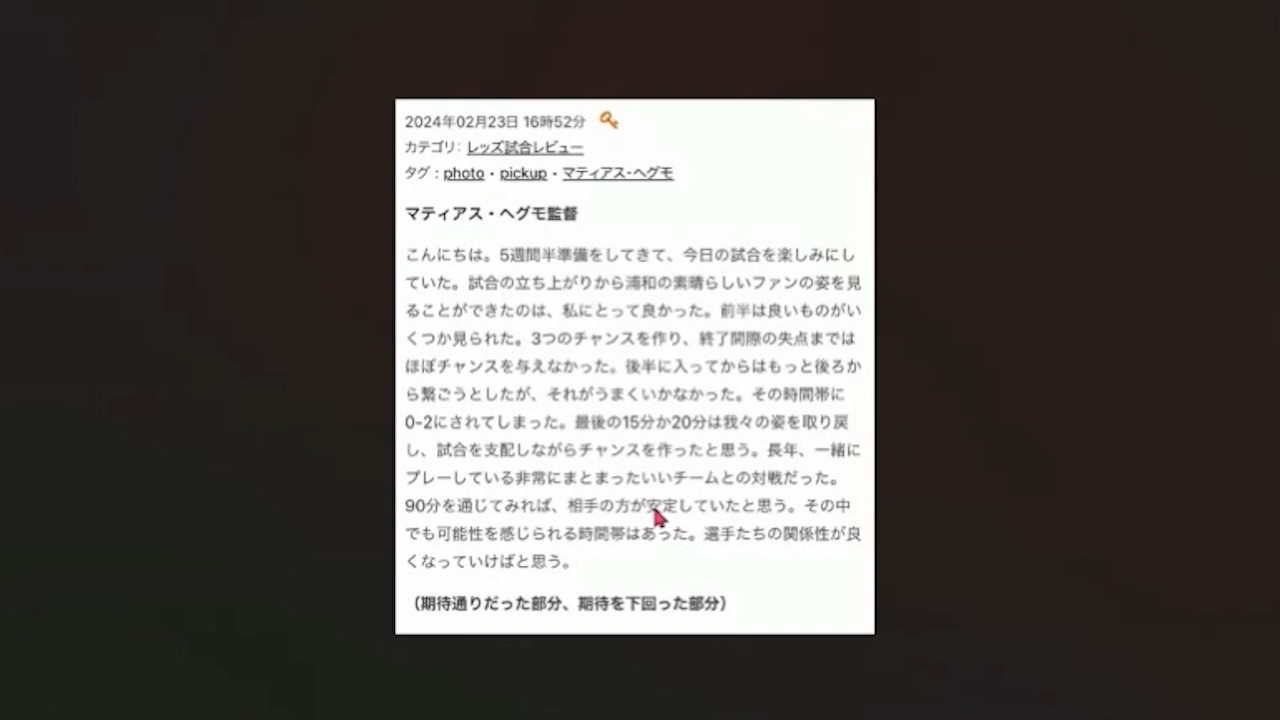 2024年02月23日 16時52分
カテゴリ: レッズ試合レビュー
タグ : photo・pickup・マティアス・ヘグモ
マティアス・ヘグモ監督
こんにちは。5週間半準備をしてきて、今日の試合を楽しみにし
ていた。試合の立ち上がりから浦和の素晴らしいファンの姿を見
ることができたのは、私にとって良かった。前半は良いものがい
くつか見られた。3つのチャンスを作り、終了間際の失点までは
ほぼチャンスを与えなかった。後半に入ってからはもっと後ろか
ら繋ごうとしたが、それがうまくいかなかった。その時間帯に
0-2にされてしまった。最後の15分か20分は我々の姿を取り戻
し、試合を支配しながらチャンスを作ったと思う。長年、一緒に
プレーしている非常にまとまったいいチームとの対戦だった。
90分を通じてみれば、相手の方が安定していたと思う。その中
でも可能性を感じられる時間帯はあった。選手たちの関係性が良
くなっていけばと思う。
（期待通りだった部分、期待を下回った部分）